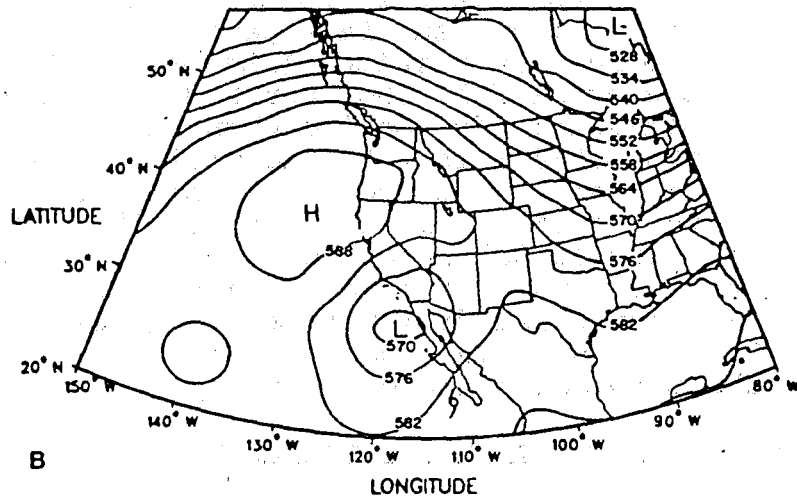 L
528
50° N
534
540
546
552
558
40° N
564
H
LATITUDE
570
588
576
30° N
582
L
570
20° N
576
150° W
80° W
582
140° W
90° W
130° W
100° W
120° W
110° W
B
LONGITUDE